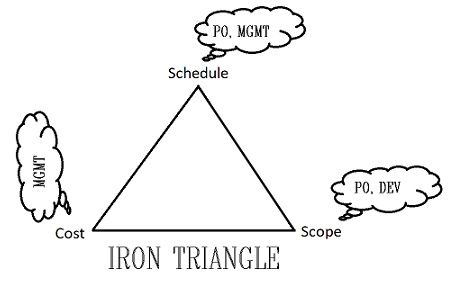 PO, MGMT
Schedule
MGMT
PO, DEV
Cost
Scope
IRON TRIANGLE